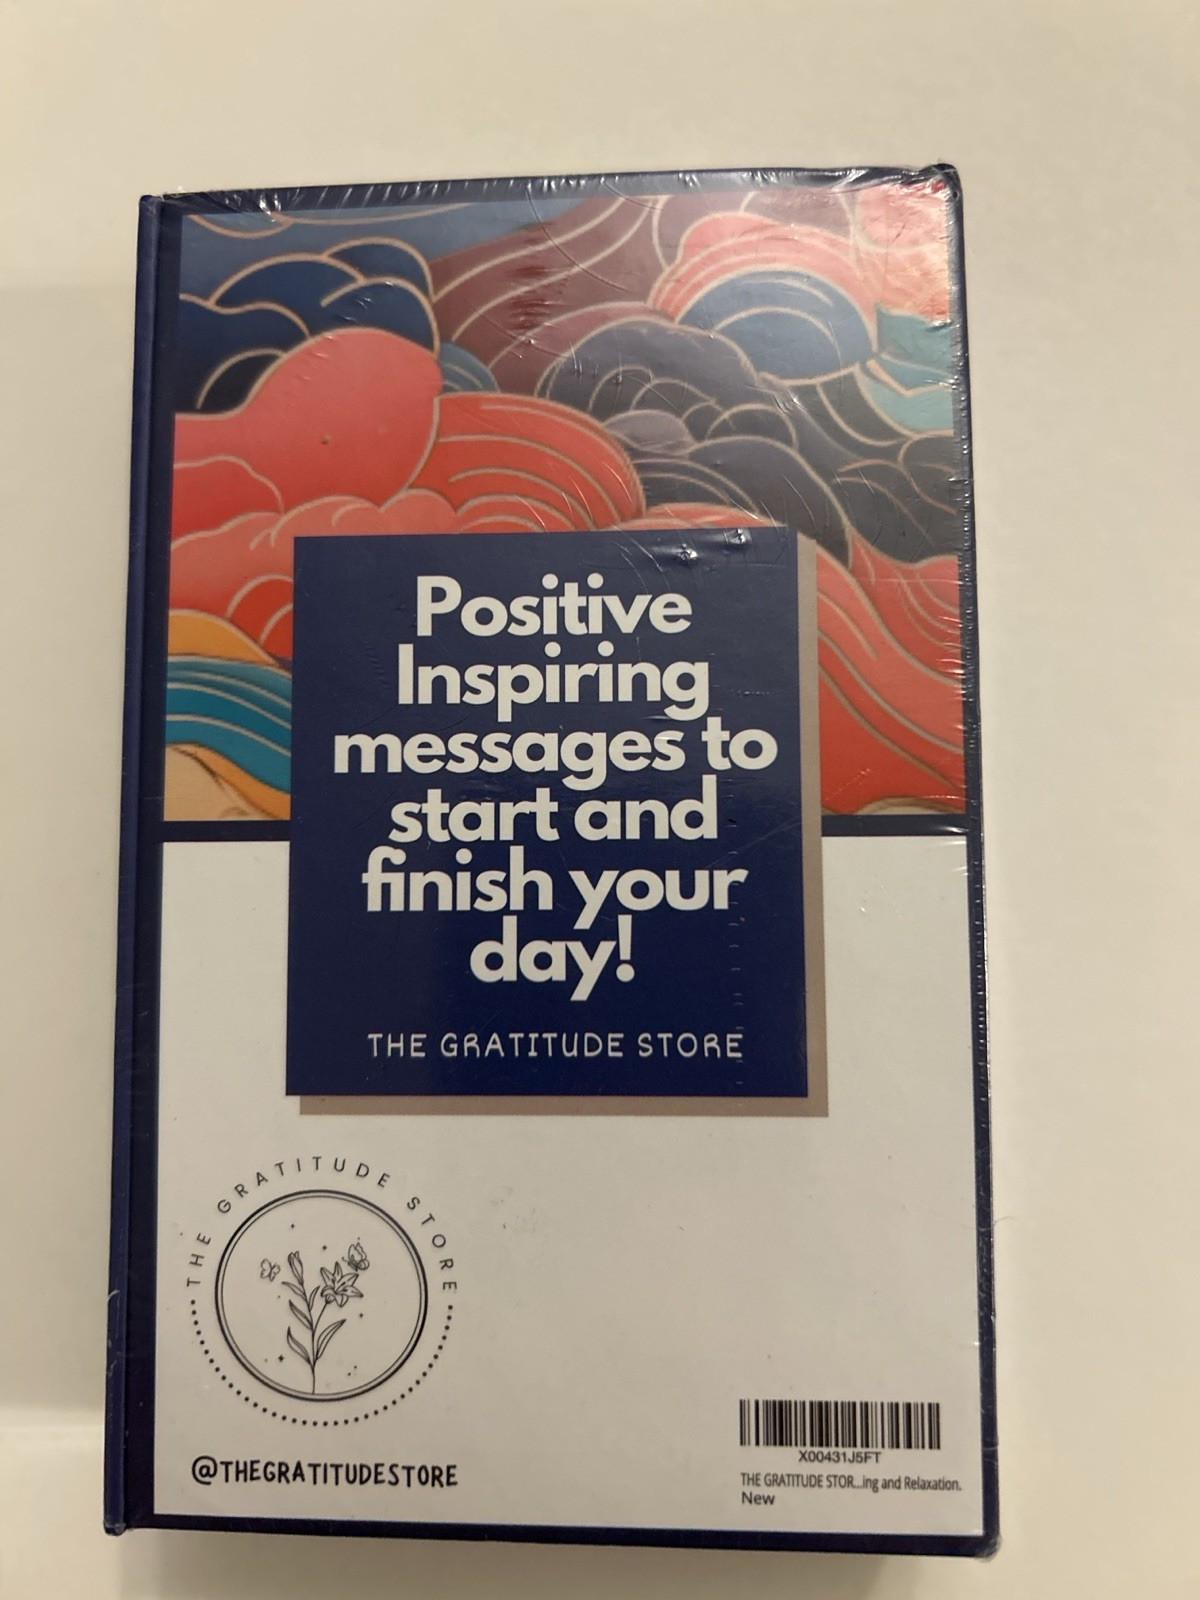 Positive
Inspiring
messages to
start and
finish your
day!
THE GRATITUDE STORE
THE GRATITUDE STORE
@THEGRATITUDESTORE
X00431J5FT
THE GRATITUDE STOR...ing and Relaxation.
New